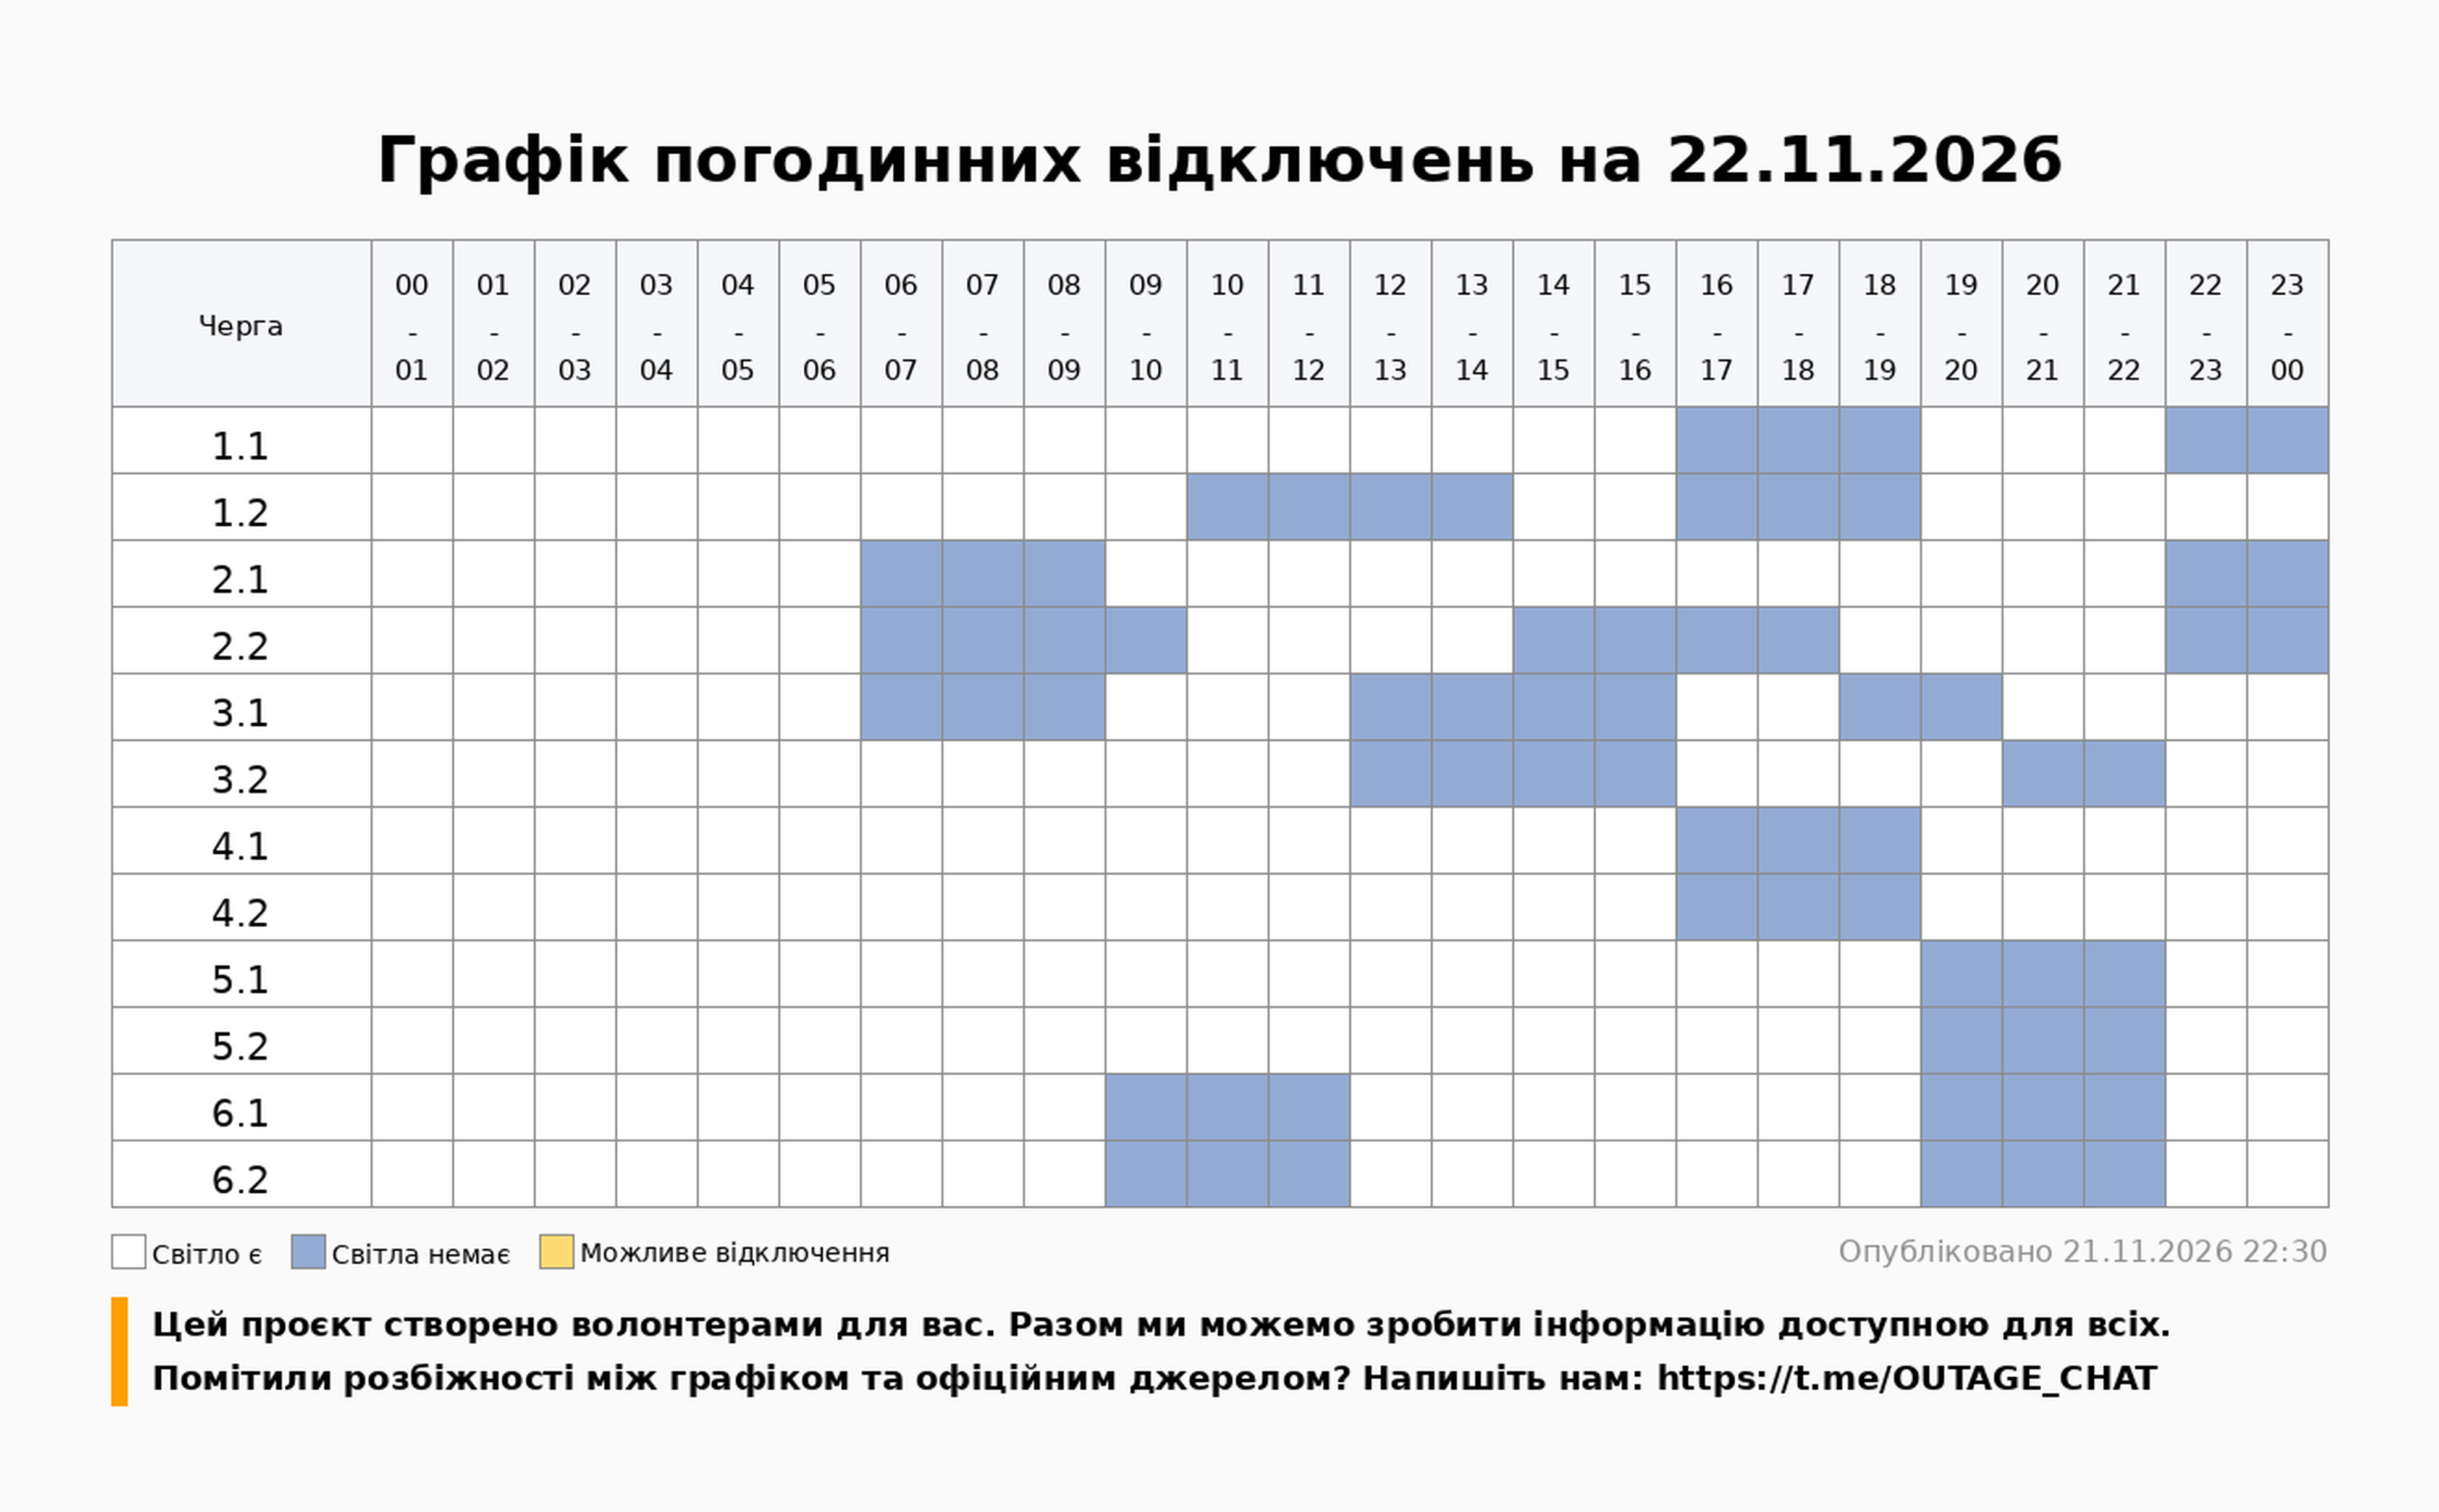 Графік погодинних відключень на 22.11.2026
Черга 00 - 01 01 - 02 02 - 03 03 - 04 04 - 05 05 - 06 06 - 07 07 - 08 08 - 09 09 - 10 10 - 11 11 - 12 12 - 13 13 - 14 14 - 15 15 - 16 16 - 17 17 - 18 18 - 19 19 - 20 20 - 21 21 - 22 22 - 23 23 - 00
1.1
1.2
2.1
2.2
3.1
3.2
4.1
4.2
5.1
5.2
6.1
6.2
Світло є Світла немає Можливе відключення Опубліковано 21.11.2026 22:30
Цей проєкт створено волонтерами для вас. Разом ми можемо зробити інформацію доступною для всіх.
Помітили розбіжності між графіком та офіційним джерелом? Напишіть нам: https://t.me/OUTAGE_CHAT